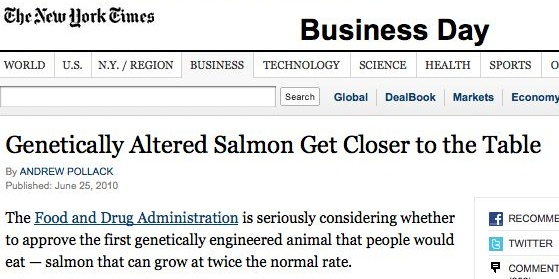 The New York Times
Business Day
WORLD U.S. N.Y. / REGION BUSINESS TECHNOLOGY SCIENCE HEALTH SPORTS
Search Global DealBook Markets Economy
Genetically Altered Salmon Get Closer to the Table
By ANDREW POLLACK
Published: June 25, 2010
The Food and Drug Administration is seriously considering whether
to approve the first genetically engineered animal that people would
eat — salmon that can grow at twice the normal rate.
RECOMME
TWITTER
COMMENT